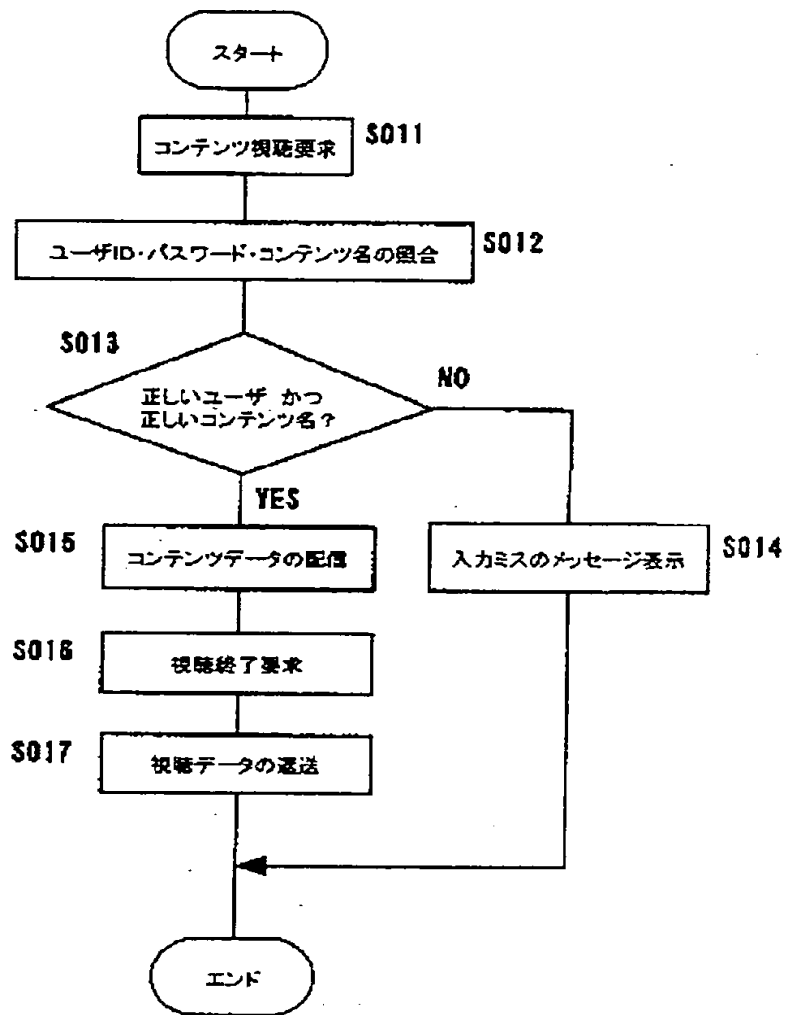 スタート
コンテンツ視聴要求
S011
ユーザID・パスワード・コンテンツ名の照合
S012
S013
正しいユーザ かつ
正しいコンテンツ名？
NO
YES
S015
コンテンツデータの配信
入力ミスのメッセージ表示
S014
S016
視聴終了要求
S017
視聴データの返送
エンド